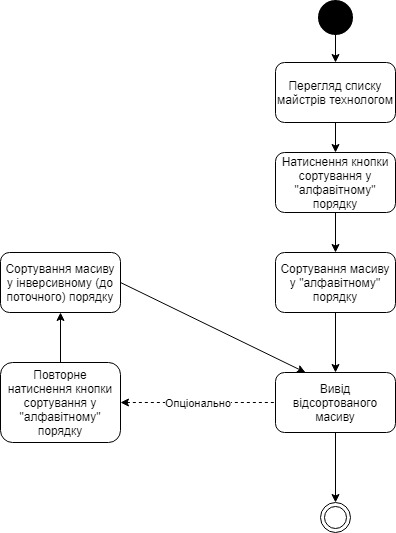 Перегляд списку
майстрів технологом
Натиснення кнопки
сортування у
"алфавітному"
порядку
Сортування масиву
у "алфавітному"
порядку
Сортування масиву
у інверсивному (до
поточного) порядку
Повторне
натиснення кнопки
сортування у
"алфавітному"
порядку
Опціонально
Вивід
відсортованого
масиву